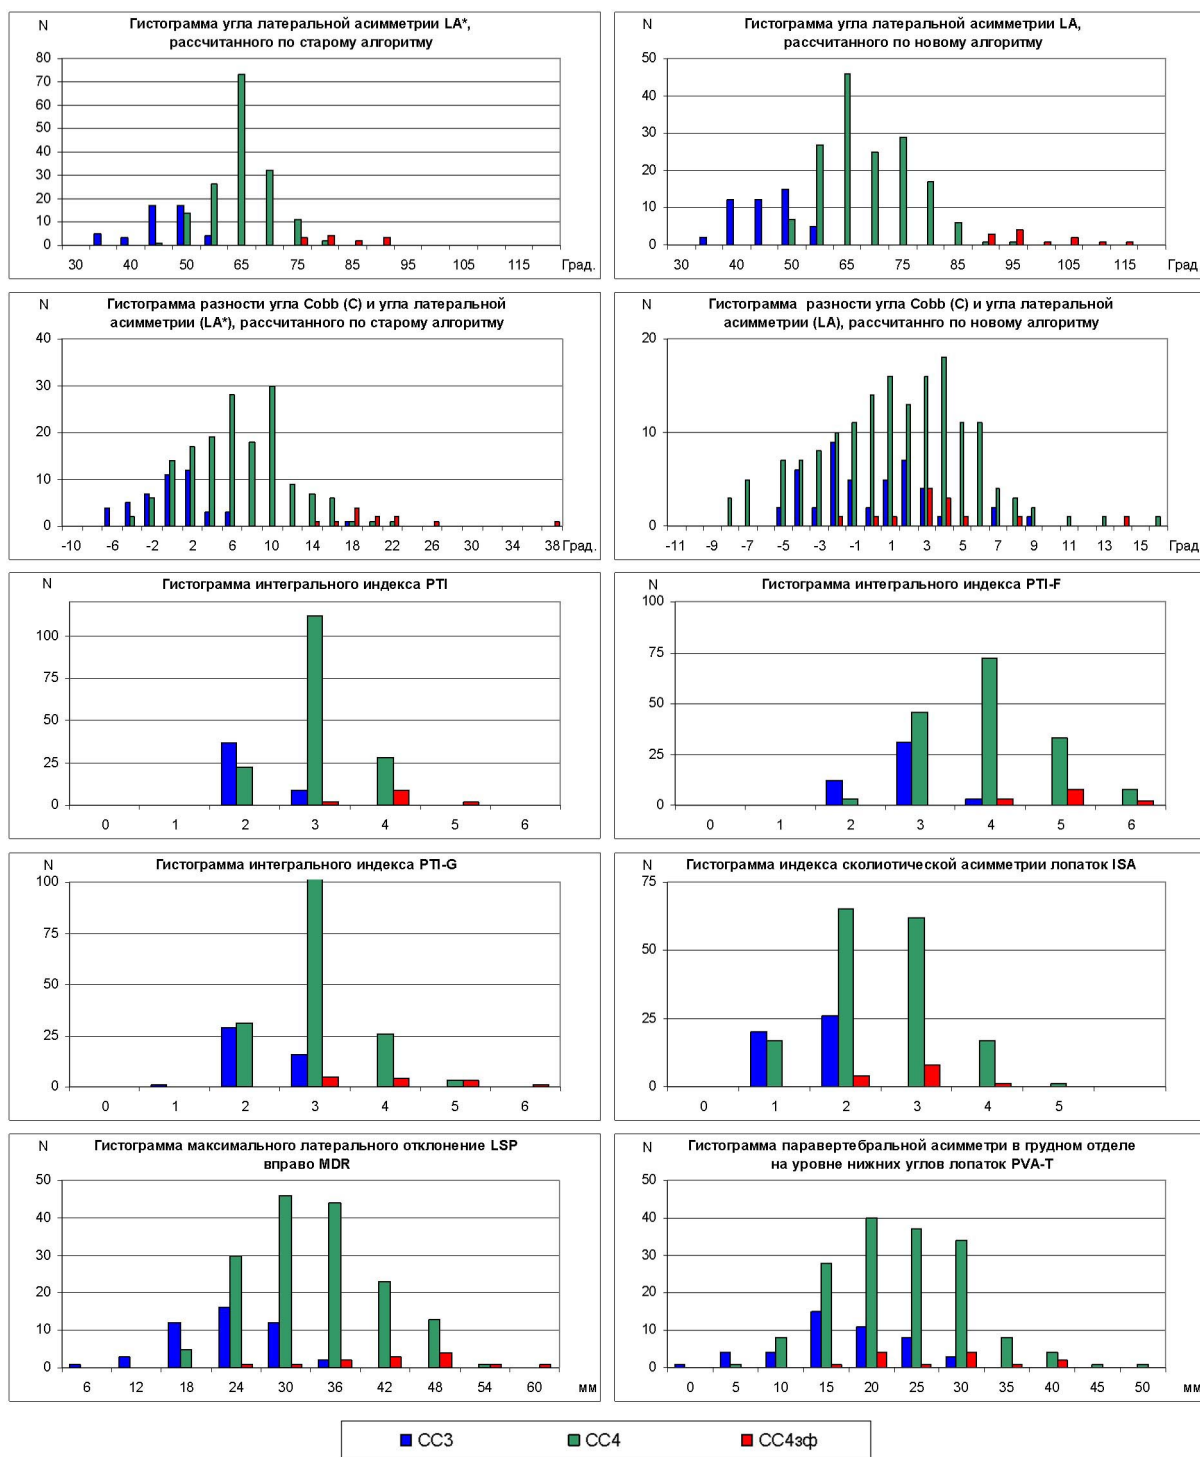 N
Гистограмма угла латеральной асимметрии LA*,
рассчитанного по старому алгоритму
80
70
60
50
40
30
20
10
0
30 40 50 65 75 85 95 105 115 Град.
N
Гистограмма угла латеральной асимметрии LA,
рассчитанного по новому алгоритму
50
40
30
20
10
0
30 40 50 65 75 85 95 105 115 Град.
N
Гистограмма разности угла Cobb (C) и угла латеральной
асимметрии (LA*), рассчитанного по старому алгоритму
40
30
20
10
0
-10 -6 -2 2 6 10 14 18 22 26 30 34 38 Град.
N
Гистограмма разности угла Cobb (C) и угла латеральной
асимметрии (LA), рассчитаннго по новому алгоритму
20
10
0
-11 -9 -7 -5 -3 -1 1 3 5 7 9 11 13 15 Град.
N
Гистограмма интегрального индекса PTI
100
75
50
25
0
0 1 2 3 4 5 6
N
Гистограмма интегрального индекса PTI-F
100
75
50
25
0
0 1 2 3 4 5 6
N
Гистограмма интегрального индекса PTI-G
100
75
50
25
0
0 1 2 3 4 5 6
N
Гистограмма индекса сколиотической асимметрии лопаток ISA
75
50
25
0
0 1 2 3 4 5
N
Гистограмма максимального латерального отклонение LSP
вправо MDR
50
40
30
20
10
0
6 12 18 24 30 36 42 48 54 60 мм
N
Гистограмма паравертебральной асимметри в грудном отделе
на уровне нижних углов лопаток PVA-T
50
40
30
20
10
0
0 5 10 15 20 25 30 35 40 45 50 мм
СС3 СС4 СС4зф